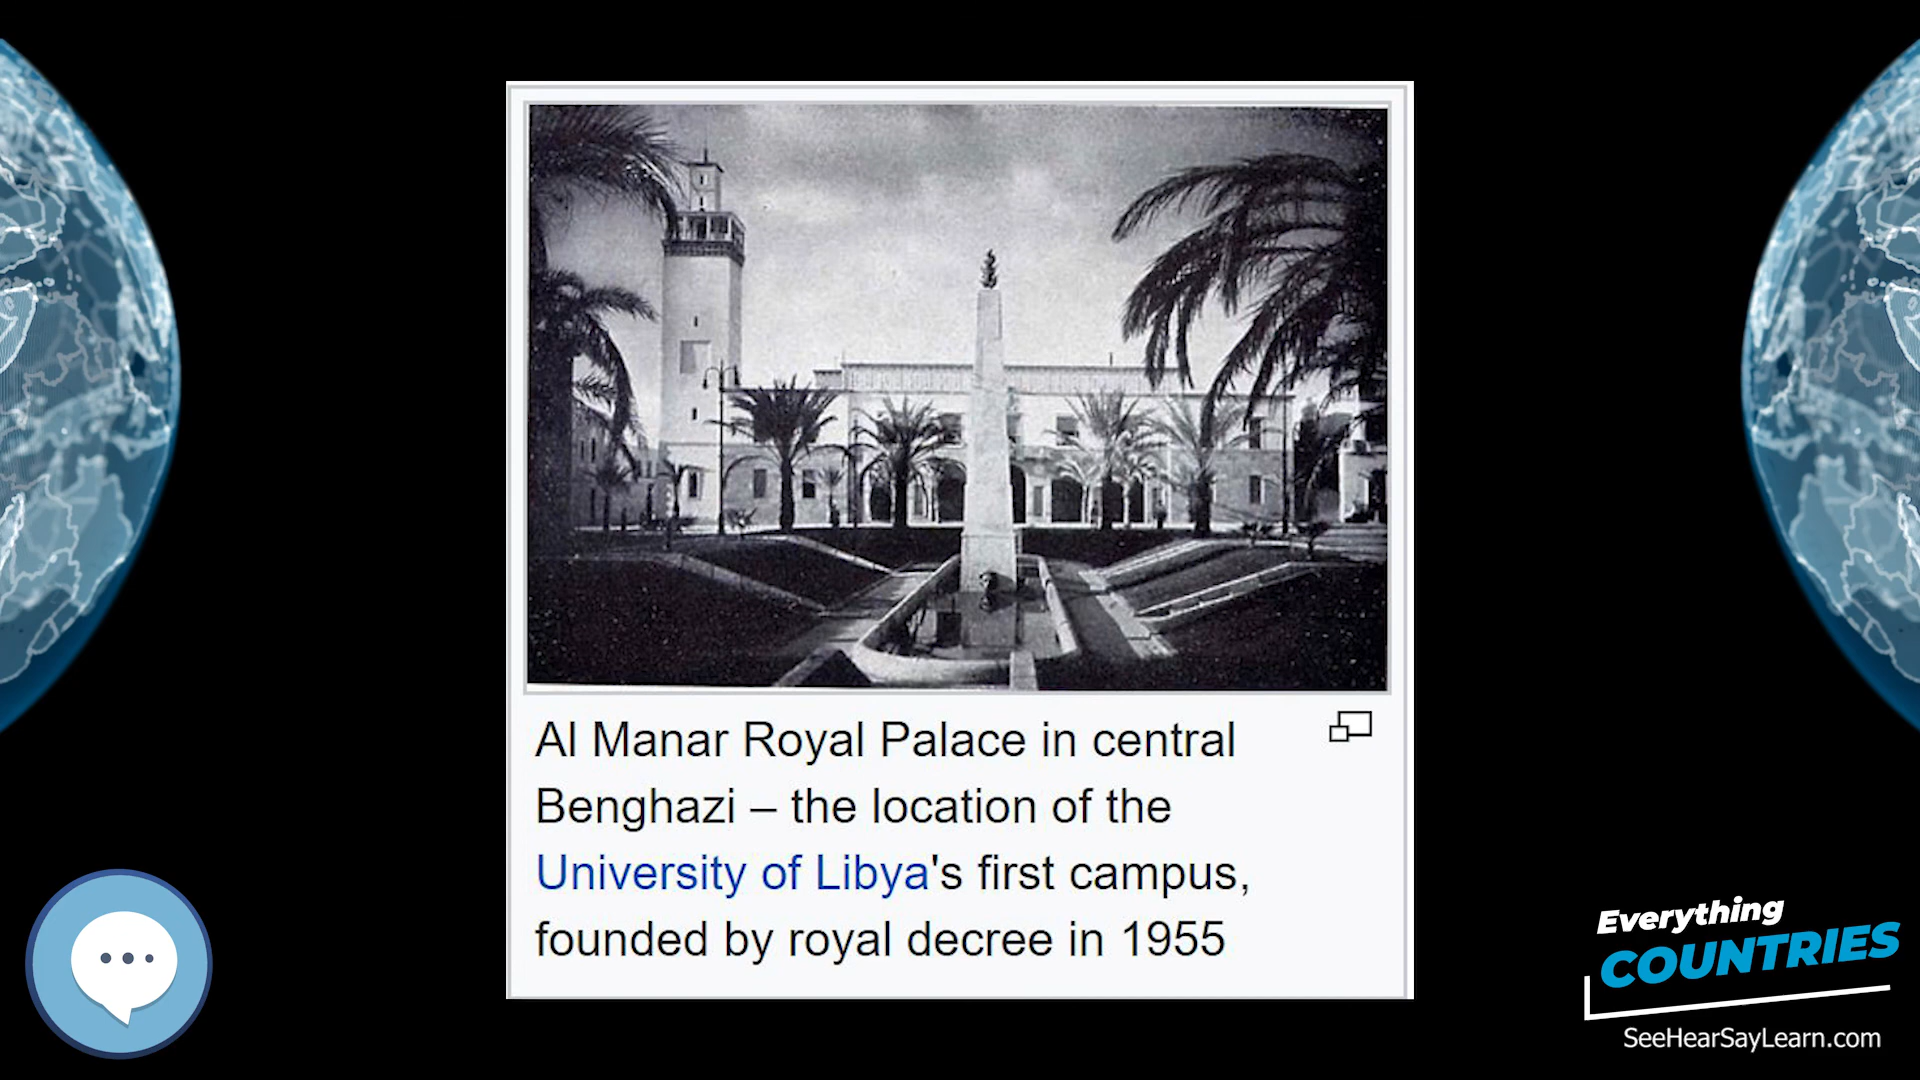 Al Manar Royal Palace in central
Benghazi – the location of the
University of Libya's first campus,
founded by royal decree in 1955
Everything
COUNTRIES
SeeHearSayLearn.com